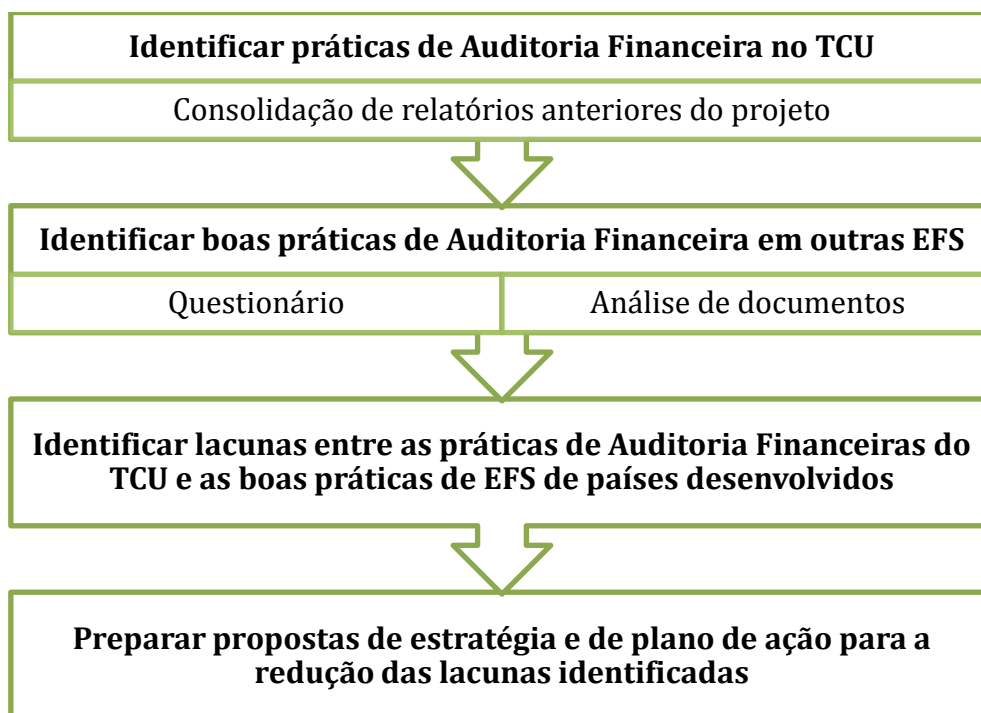 Identificar práticas de Auditoria Financeira no TCU
Consolidação de relatórios anteriores do projeto
Identificar boas práticas de Auditoria Financeira em outras EFS
Questionário
Análise de documentos
Identificar lacunas entre as práticas de Auditoria Financeiras do
TCU e as boas práticas de EFS de países desenvolvidos
Preparar propostas de estratégia e de plano de ação para a
redução das lacunas identificadas